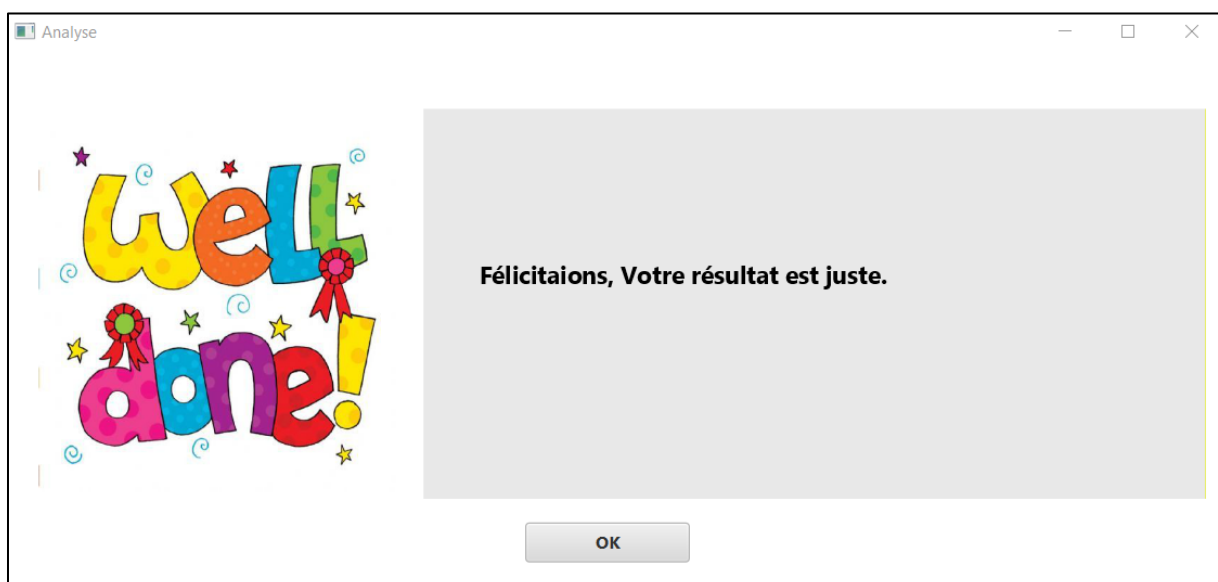 Analyse
well
done!
Félicitaions, Votre résultat est juste.
OK